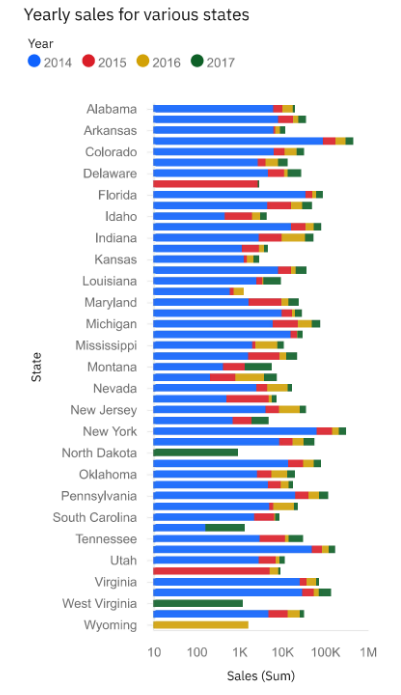 Yearly sales for various states
Year
2014 2015 2016 2017
Alabama
Arkansas
Colorado
Delaware
Florida
Idaho
Indiana
Kansas
Louisiana
Maryland
Michigan
Mississippi
Montana
Nevada
New Jersey
New York
North Dakota
Oklahoma
Pennsylvania
South Carolina
Tennessee
Utah
Virginia
West Virginia
Wyoming
State
10 100 1K 10K 100K 1M
Sales (Sum)